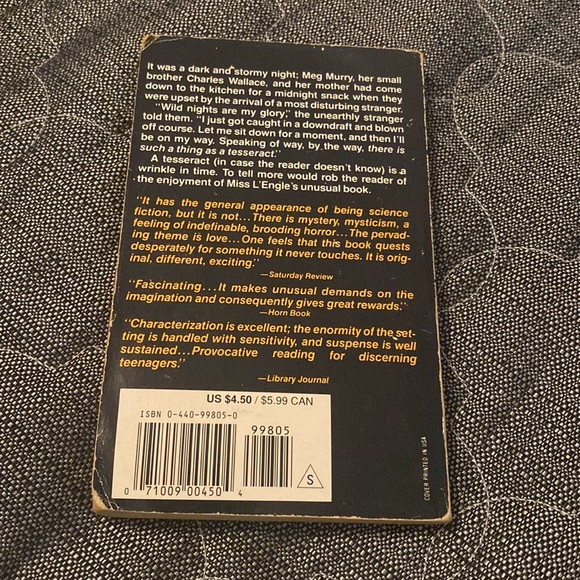 It was a dark and stormy night; Meg Murry, her small
brother Charles Wallace, and her mother had come
down to the kitchen for a midnight snack when they
were upset by the arrival of a most disturbing stranger.
"Wild nights are my glory," the unearthly stranger
told them. "I just got caught in a downdraft and blown
off course. Let me sit down for a moment, and then I'll
be on my way. Speaking of way, by the way, there is
such a thing as a tesseract."
A tesseract (in case the reader doesn't know) is a
wrinkle in time. To tell more would rob the reader of
the enjoyment of Miss L'Engle's unusual book.
"It has the general appearance of being science
fiction, but it is not...There is mystery, mysticism, a
feeling of indefinable, brooding horror...The pervad-
ing theme is love...One feels that this book quests
desperately for something it never touches. It is orig-
inal, different, exciting."
—Saturday Review
"Fascinating...It makes unusual demands on the
imagination and consequently gives great rewards."
—Horn Book
"Characterization is excellent; the enormity of the set-
ting is handled with sensitivity, and suspense is well
sustained...Provocative reading for discerning
teenagers."
—Library Journal
US $4.50 / $5.99 CAN
ISBN 0-440-99805-0
99805
S
0 71009 00450 4
COVER PRINTED IN USA